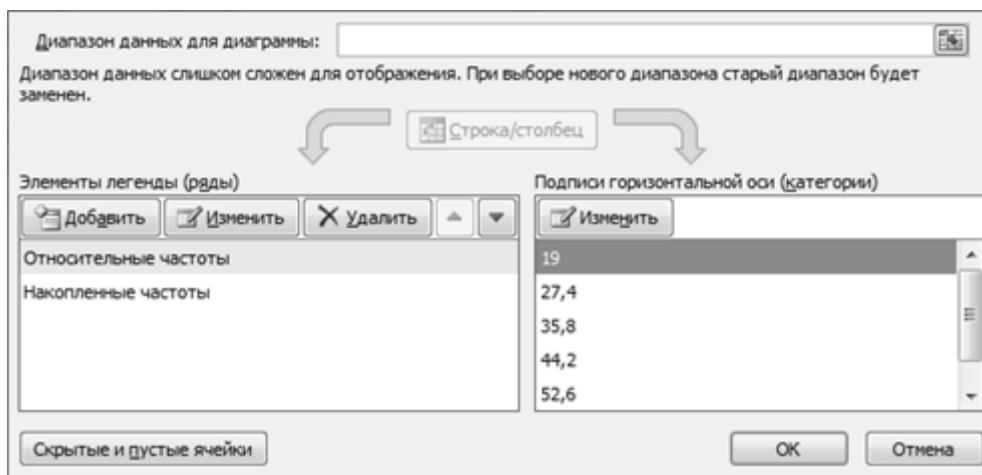 Диапазон данных для диаграммы:
Диапазон данных слишком сложен для отображения. При выборе нового диапазона старый диапазон будет
заменен.
Строка/столбец
Элементы легенды (ряды)
Добавить Изменить Удалить
Относительные частоты
Накопленные частоты
Подписи горизонтальной оси (категории)
Изменить
19
27,4
35,8
44,2
52,6
Скрытые и пустые ячейки
ОК Отмена